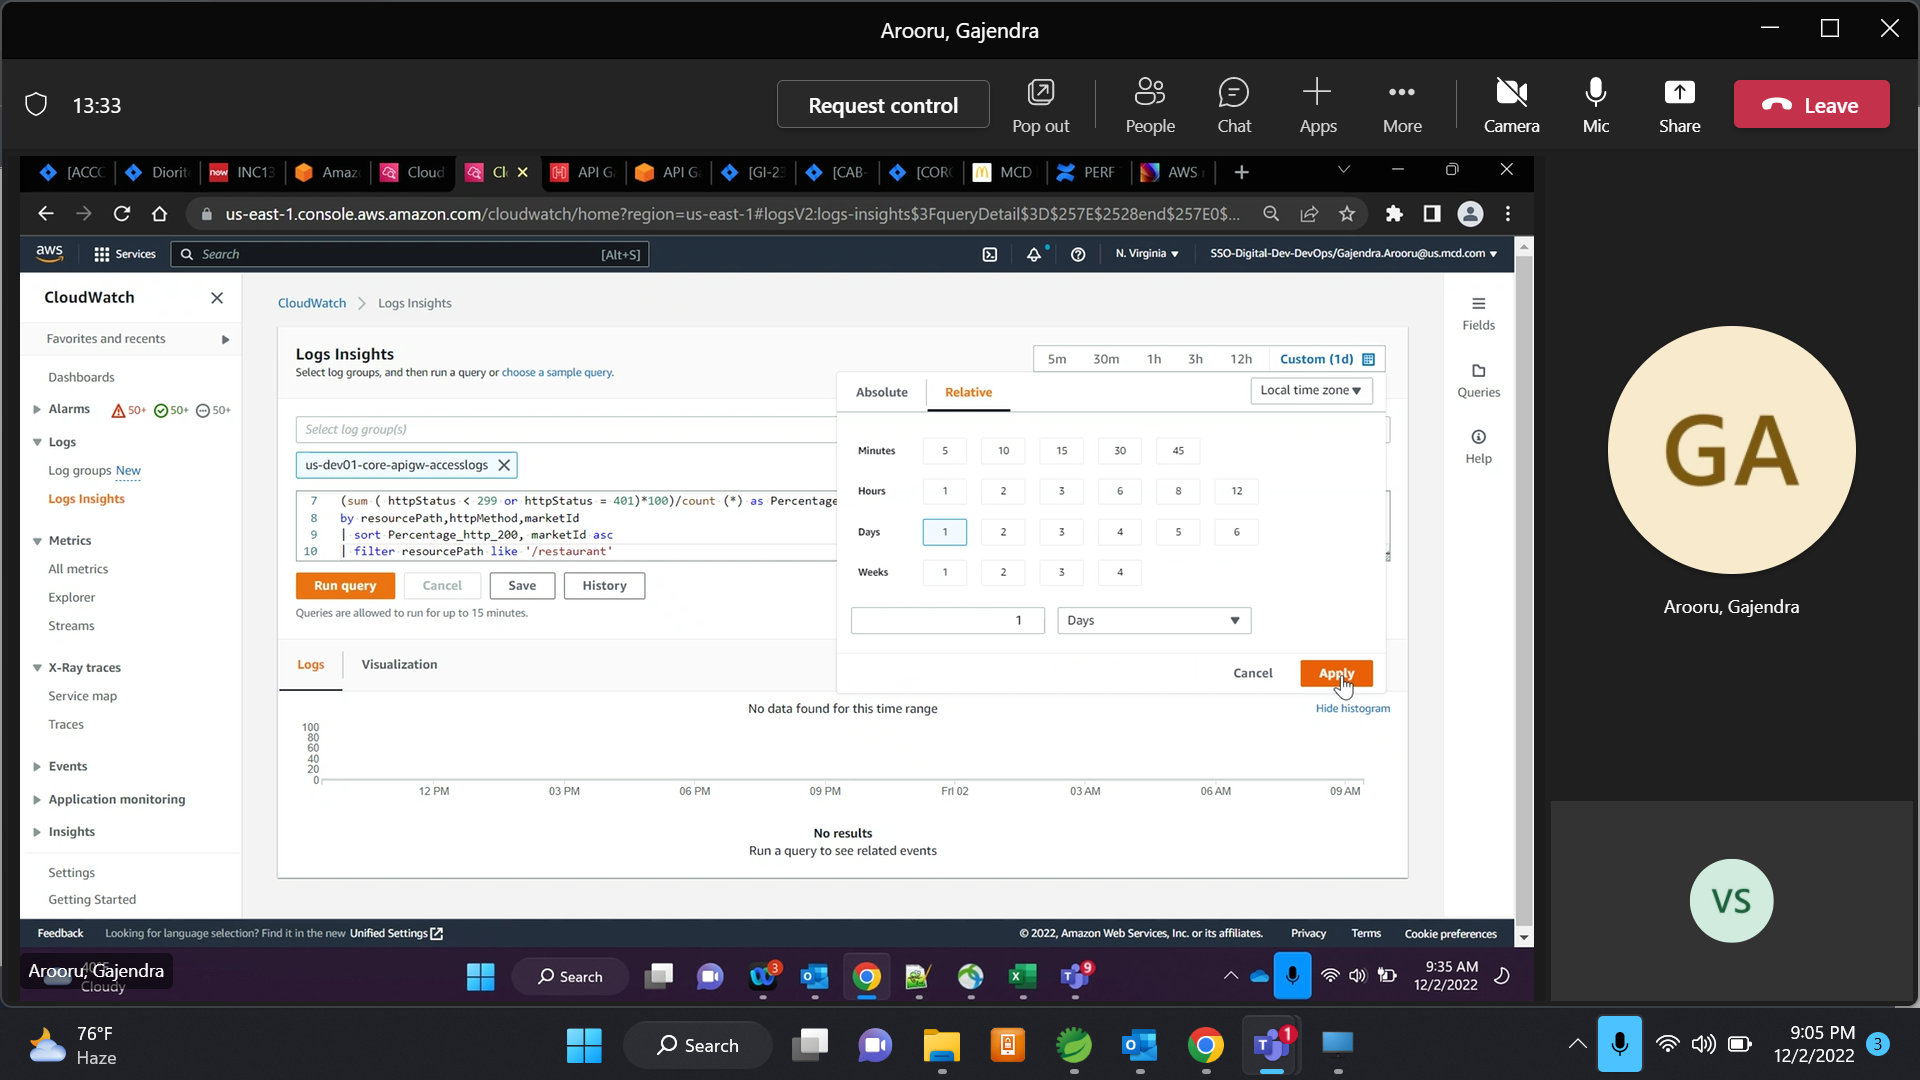 Arooru, Gajendra
13:33
Request control
Pop out
People
Chat
Apps
More
Camera
Mic
Share
Leave
[ACCC
Diorit
now INC13
Amaz
Cloud
Cl
API G
API G
[GI-23
[CAB-
[COR
MCD
PERF
AWS
us-east-1.console.aws.amazon.com/cloudwatch/home?region=us-east-1#logsV2:logs-insights$3FqueryDetail$3D$257E$2528end$257E0$...
aws
Services
Search
[Alt+S]
N. Virginia
SSO-Digital-Dev-DevOps/Gajendra.Arooru@us.mcd.com
CloudWatch
Favorites and recents
Dashboards
Alarms 50+ 50+ 50+
Logs
Log groups New
Logs Insights
Metrics
All metrics
Explorer
Streams
X-Ray traces
Service map
Traces
Events
Application monitoring
Insights
Settings
Getting Started
CloudWatch > Logs Insights
Logs Insights
Select log groups, and then run a query or choose a sample query.
5m 30m 1h 3h 12h Custom (1d)
Absolute
Relative
Local time zone
Select log group(s)
us-dev01-core-apigw-accesslogs
7 (sum ( httpStatus < 299 or httpStatus = 401)*100)/count (*) as Percentage
8 by resourcePath,httpMethod,marketId
9 | sort Percentage_http_200, marketId asc
10 | filter resourcePath like '/restaurant'
Run query
Cancel
Save
History
Queries are allowed to run for up to 15 minutes.
Minutes 5 10 15 30 45
Hours 1 2 3 6 8 12
Days 1 2 3 4 5 6
Weeks 1 2 3 4
1
Days
Cancel
Apply
Logs
Visualization
No data found for this time range
Hide histogram
100
80
60
40
20
0
12 PM 03 PM 06 PM 09 PM Fri 02 03 AM 06 AM 09 AM
No results
Run a query to see related events
Fields
Queries
Help
Feedback
Looking for language selection? Find it in the new Unified Settings
© 2022, Amazon Web Services, Inc. or its affiliates.
Privacy
Terms
Cookie preferences
Arooru, Gajendra
Cloudy
Search
3
9
9:35 AM
12/2/2022
GA
Arooru, Gajendra
VS
76°F
Haze
Search
1
9:05 PM
12/2/2022
3